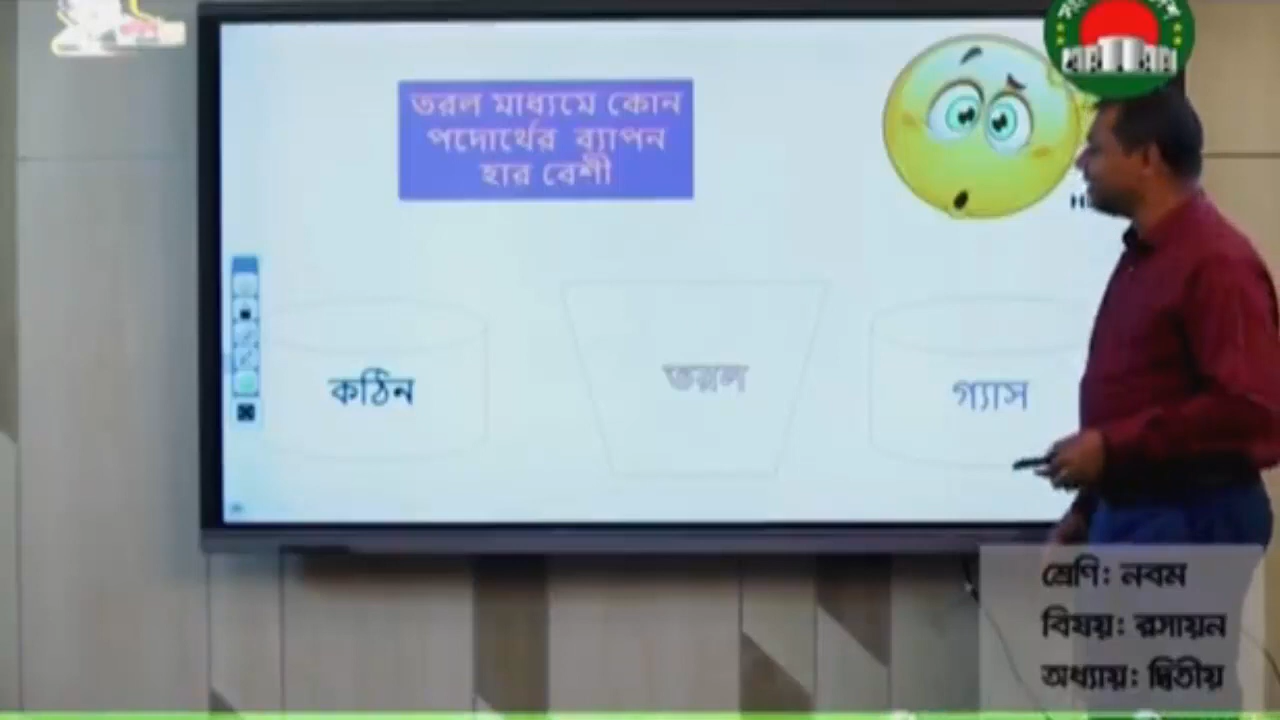 তরল মাধ্যমে কোন
পদোর্থের ব্যাপন
হার বেশী
কঠিন
তরল
গ্যাস
শ্রেণি: নবম
বিষয়: রসায়ন
অধ্যায়: দ্বিতীয়